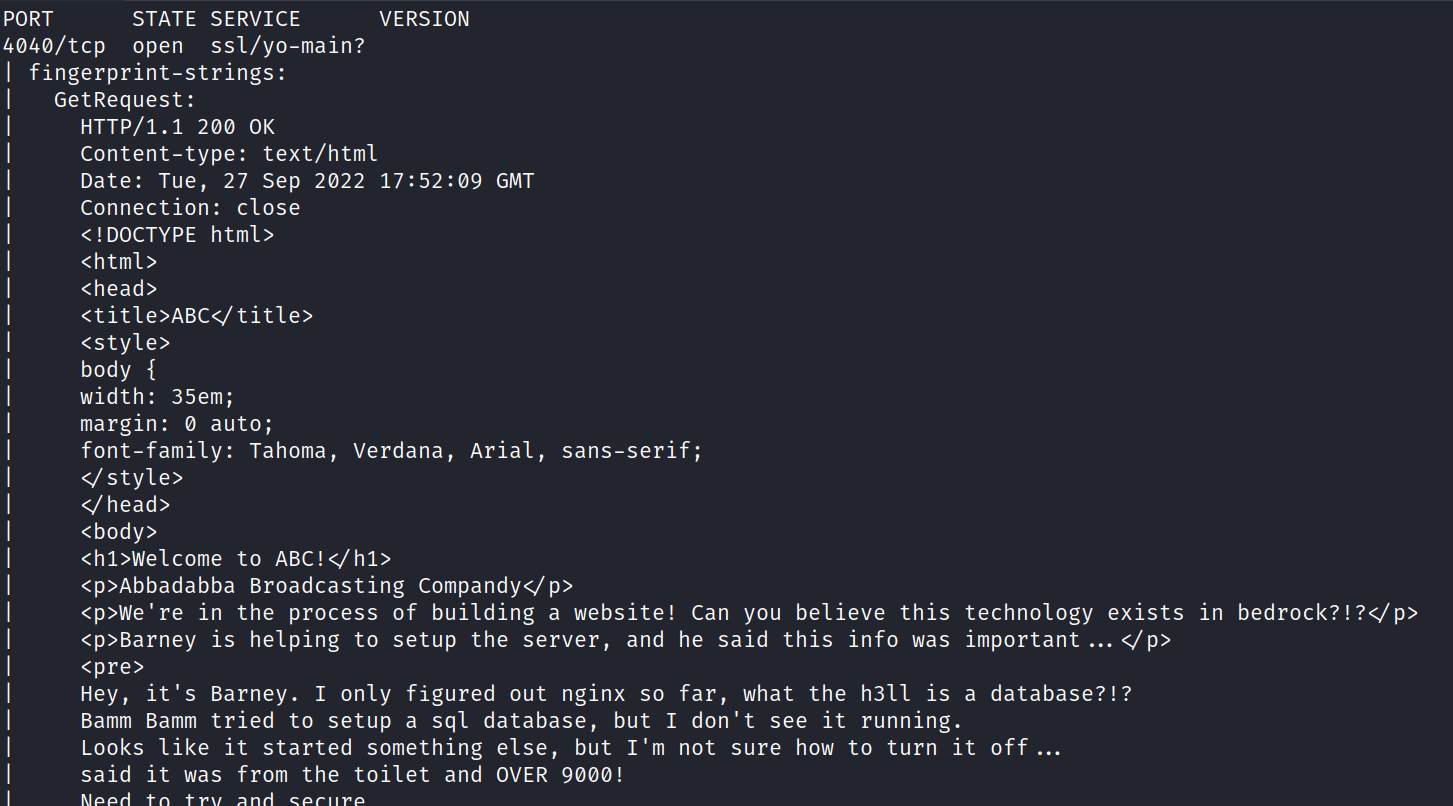 PORT      STATE SERVICE      VERSION
4040/tcp  open  ssl/yo-main?
| fingerprint-strings:
|   GetRequest:
|     HTTP/1.1 200 OK
|     Content-type: text/html
|     Date: Tue, 27 Sep 2022 17:52:09 GMT
|     Connection: close
|     <!DOCTYPE html>
|     <html>
|     <head>
|     <title>ABC</title>
|     <style>
|     body {
|     width: 35em;
|     margin: 0 auto;
|     font-family: Tahoma, Verdana, Arial, sans-serif;
|     </style>
|     </head>
|     <body>
|     <h1>Welcome to ABC!</h1>
|     <p>Abbadabba Broadcasting Compandy</p>
|     <p>We're in the process of building a website! Can you believe this technology exists in bedrock?!?</p>
|     <p>Barney is helping to setup the server, and he said this info was important...</p>
|     <pre>
|     Hey, it's Barney. I only figured out nginx so far, what the h3ll is a database?!?
|     Bamm Bamm tried to setup a sql database, but I don't see it running.
|     Looks like it started something else, but I'm not sure how to turn it off...
|     said it was from the toilet and OVER 9000!
|     Need to try and secure